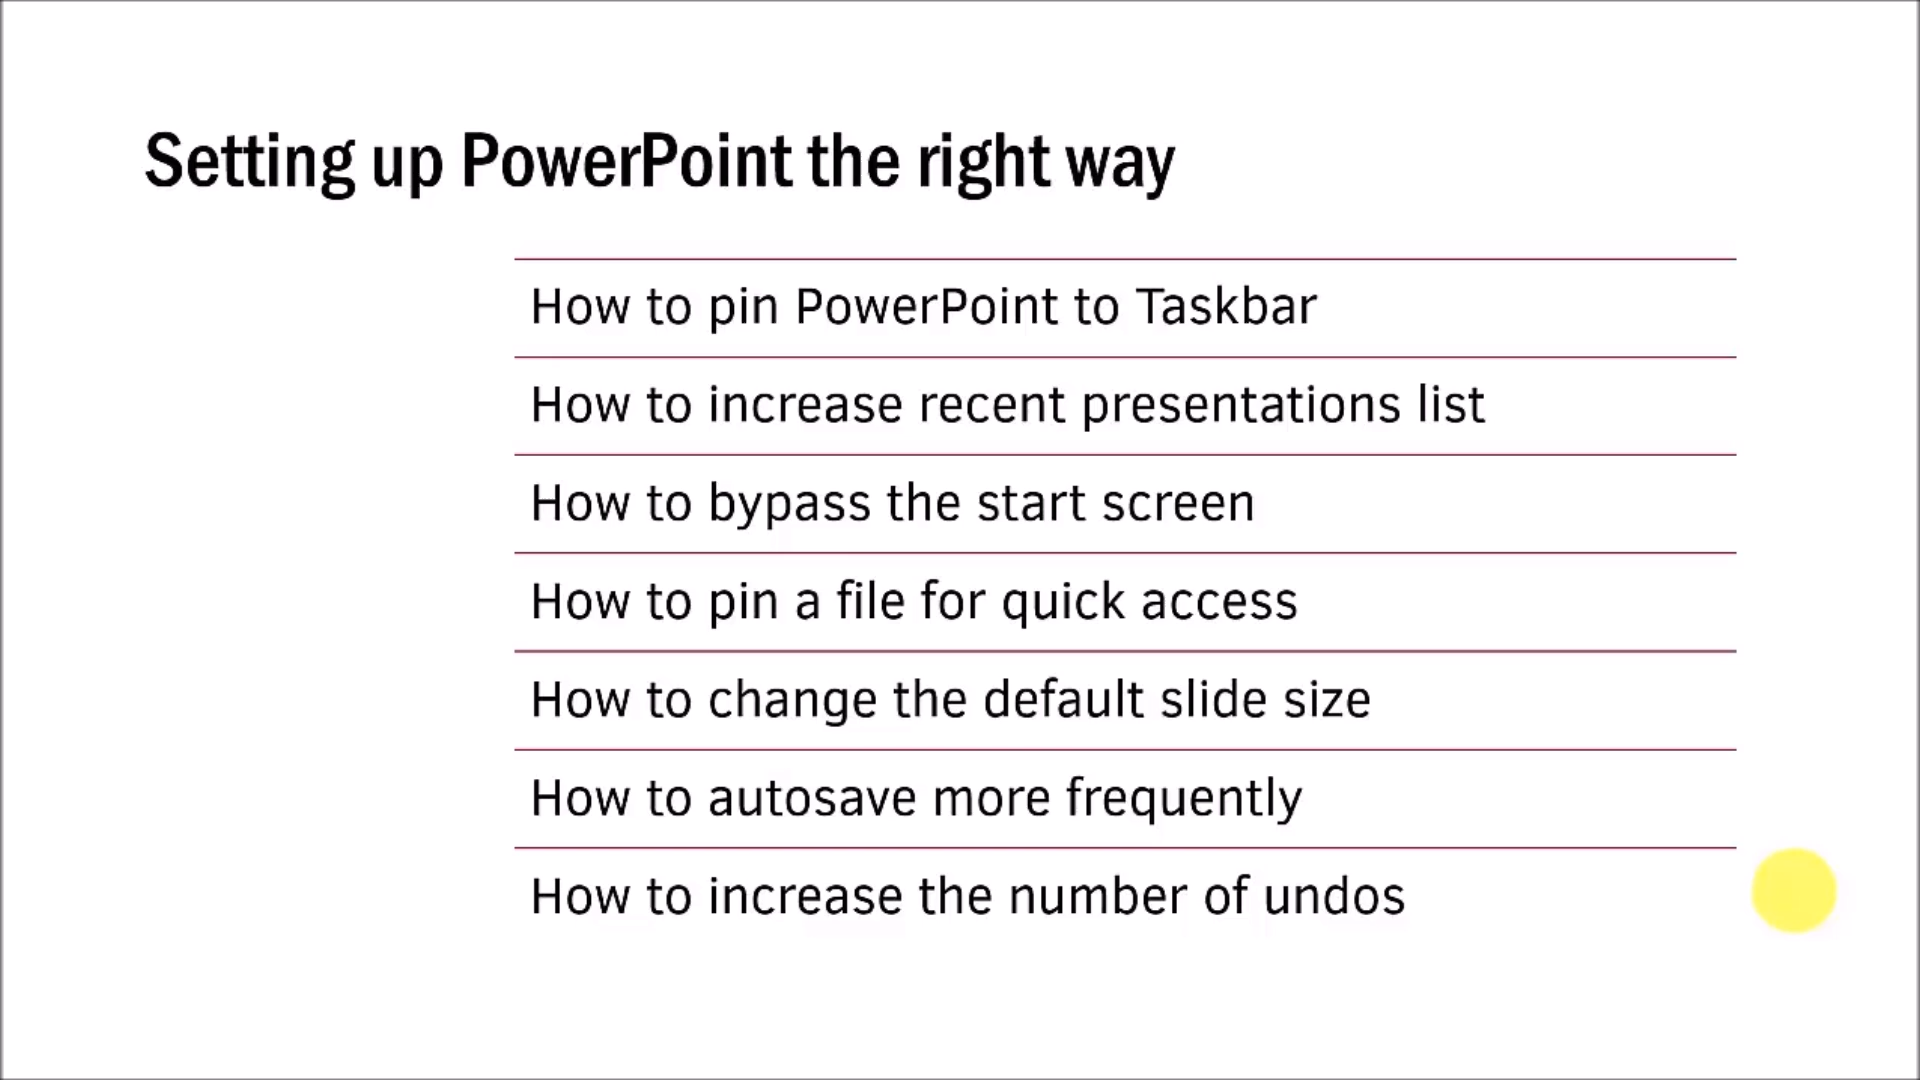 Setting up PowerPoint the right way
How to pin PowerPoint to Taskbar
How to increase recent presentations list
How to bypass the start screen
How to pin a file for quick access
How to change the default slide size
How to autosave more frequently
How to increase the number of undos